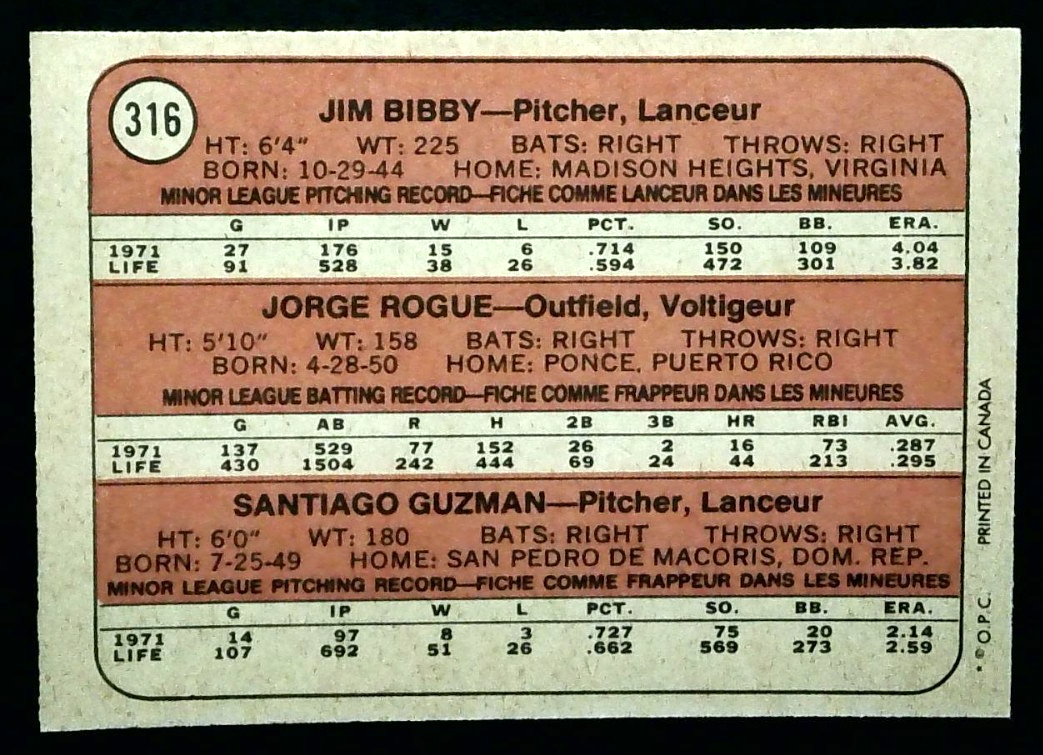 316
JIM BIBBY—Pitcher, Lanceur
HT: 6'4" WT: 225 BATS: RIGHT THROWS: RIGHT
BORN: 10-29-44 HOME: MADISON HEIGHTS, VIRGINIA
MINOR LEAGUE PITCHING RECORD—FICHE COMME LANCEUR DANS LES MINEURES
G IP W L PCT. SO. BB. ERA.
1971 27 176 15 6 .714 150 109 4.04
LIFE 91 528 38 26 .594 472 301 3.82
JORGE ROGUE—Outfield, Voltigeur
HT: 5'10" WT: 158 BATS: RIGHT THROWS: RIGHT
BORN: 4-28-50 HOME: PONCE, PUERTO RICO
MINOR LEAGUE BATTING RECORD—FICHE COMME FRAPPEUR DANS LES MINEURES
G AB R H 2B 3B HR RBI AVG.
1971 137 529 77 152 26 2 16 73 .287
LIFE 430 1504 242 444 69 24 44 213 .295
SANTIAGO GUZMAN—Pitcher, Lanceur
HT: 6'0" WT: 180 BATS: RIGHT THROWS: RIGHT
BORN: 7-25-49 HOME: SAN PEDRO DE MACORIS, DOM. REP.
MINOR LEAGUE PITCHING RECORD—FICHE COMME FRAPPEUR DANS LES MINEURES
G IP W L PCT. SO. BB. ERA.
1971 14 97 8 3 .727 75 20 2.14
LIFE 107 692 51 26 .662 569 273 2.59
* © O.P.C. PRINTED IN CANADA